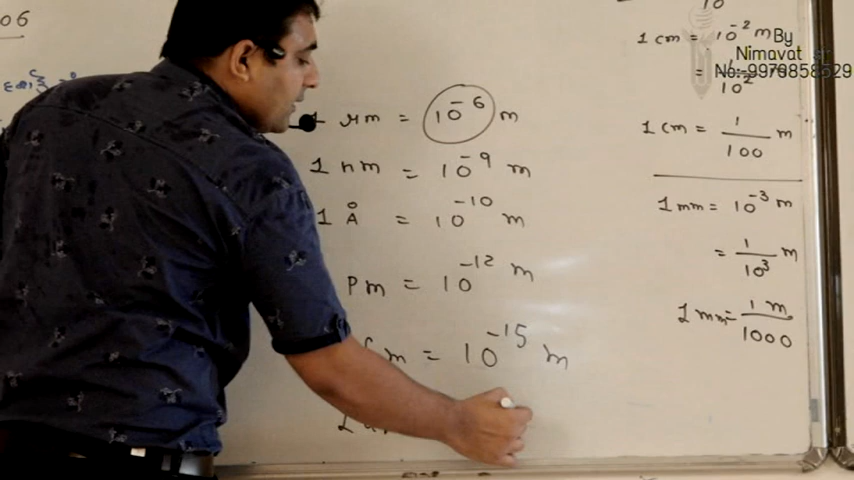 06
1 μm = 10⁻⁶ m
1 nm = 10⁻⁹ m
1 Å = 10⁻¹⁰ m
Pm = 10⁻¹² m
m = 10⁻¹⁵ m
1
10
1 cm = 10⁻² m
= 1/10² m
1 cm = 1/100 m
1 mm = 10⁻³ m
= 1/10³ m
1 mm = 1 m/1000
By
Nimavat sir
No:-9979858529